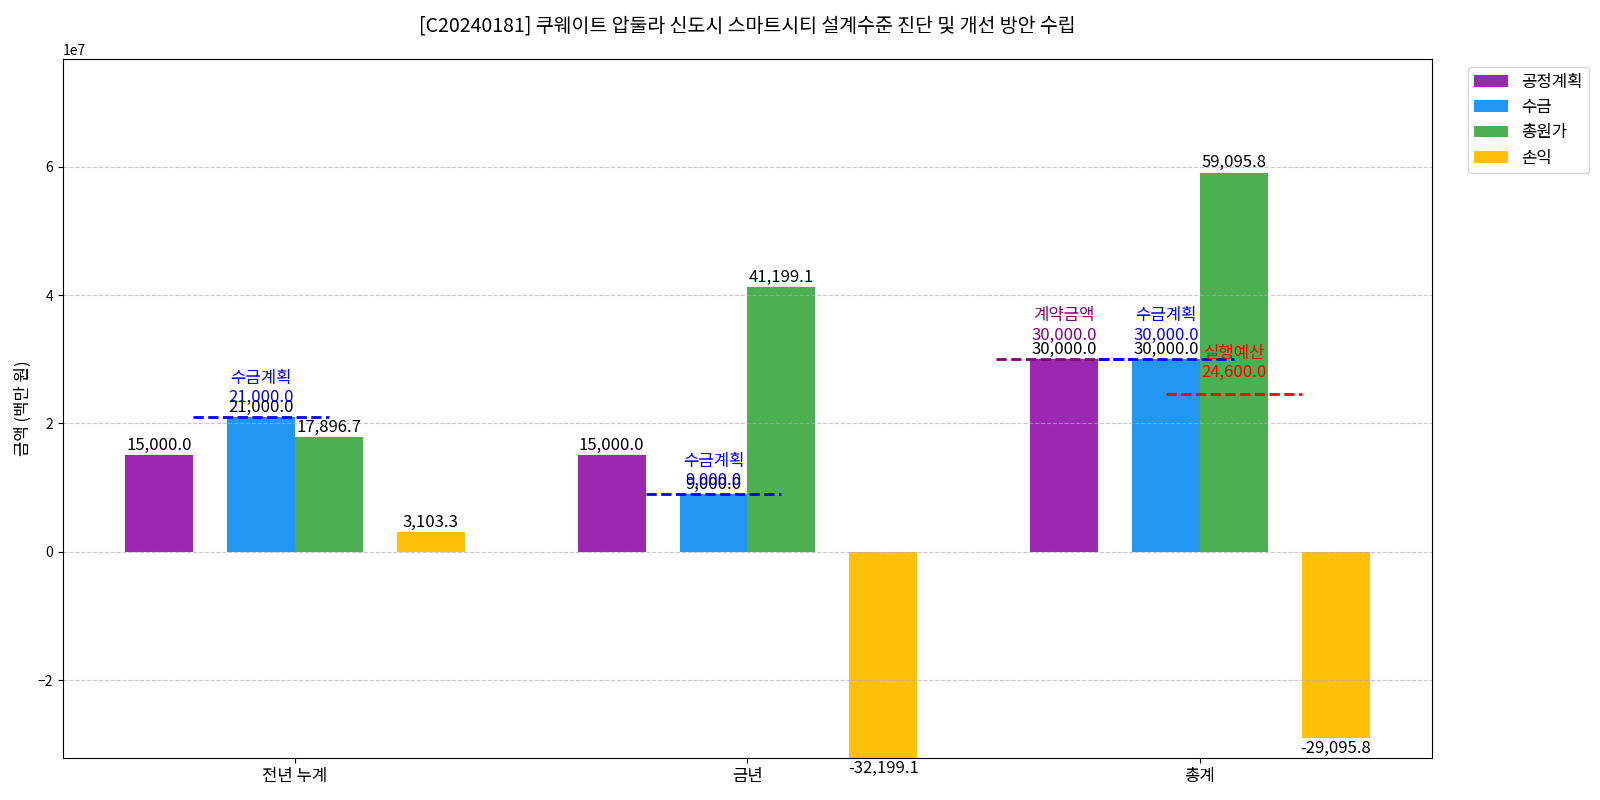 [C20240181] 쿠웨이트 압둘라 신도시 스마트시티 설계수준 진단 및 개선 방안 수립
1e7
공정계획
수금
총원가
손익
금액 (백만 원)
6
4
2
0
−2
15,000.0
수금계획
21,000.0
21,000.0
17,896.7
3,103.3
15,000.0
수금계획
9,000.0
9,000.0
41,199.1
-32,199.1
계약금액
30,000.0
30,000.0
수금계획
30,000.0
30,000.0
59,095.8
실행예산
24,600.0
-29,095.8
전년 누계
금년
총계